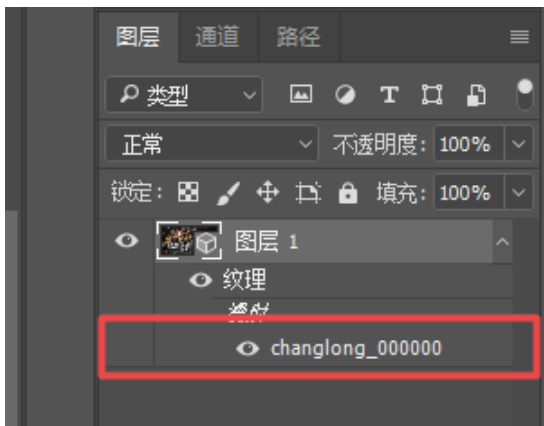 图层 通道 路径
类型
正常 不透明度: 100%
锁定: 填充: 100%
图层 1
纹理
changlong_000000